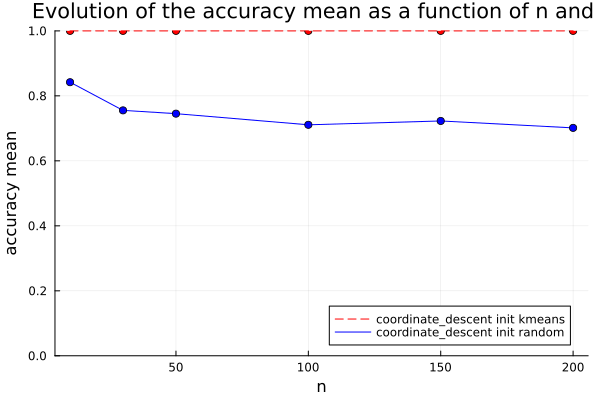 Evolution of the accuracy mean as a function of n and
accuracy mean
1.0
0.8
0.6
0.4
0.2
0.0
coordinate_descent init kmeans
coordinate_descent init random
50
100
150
200
n